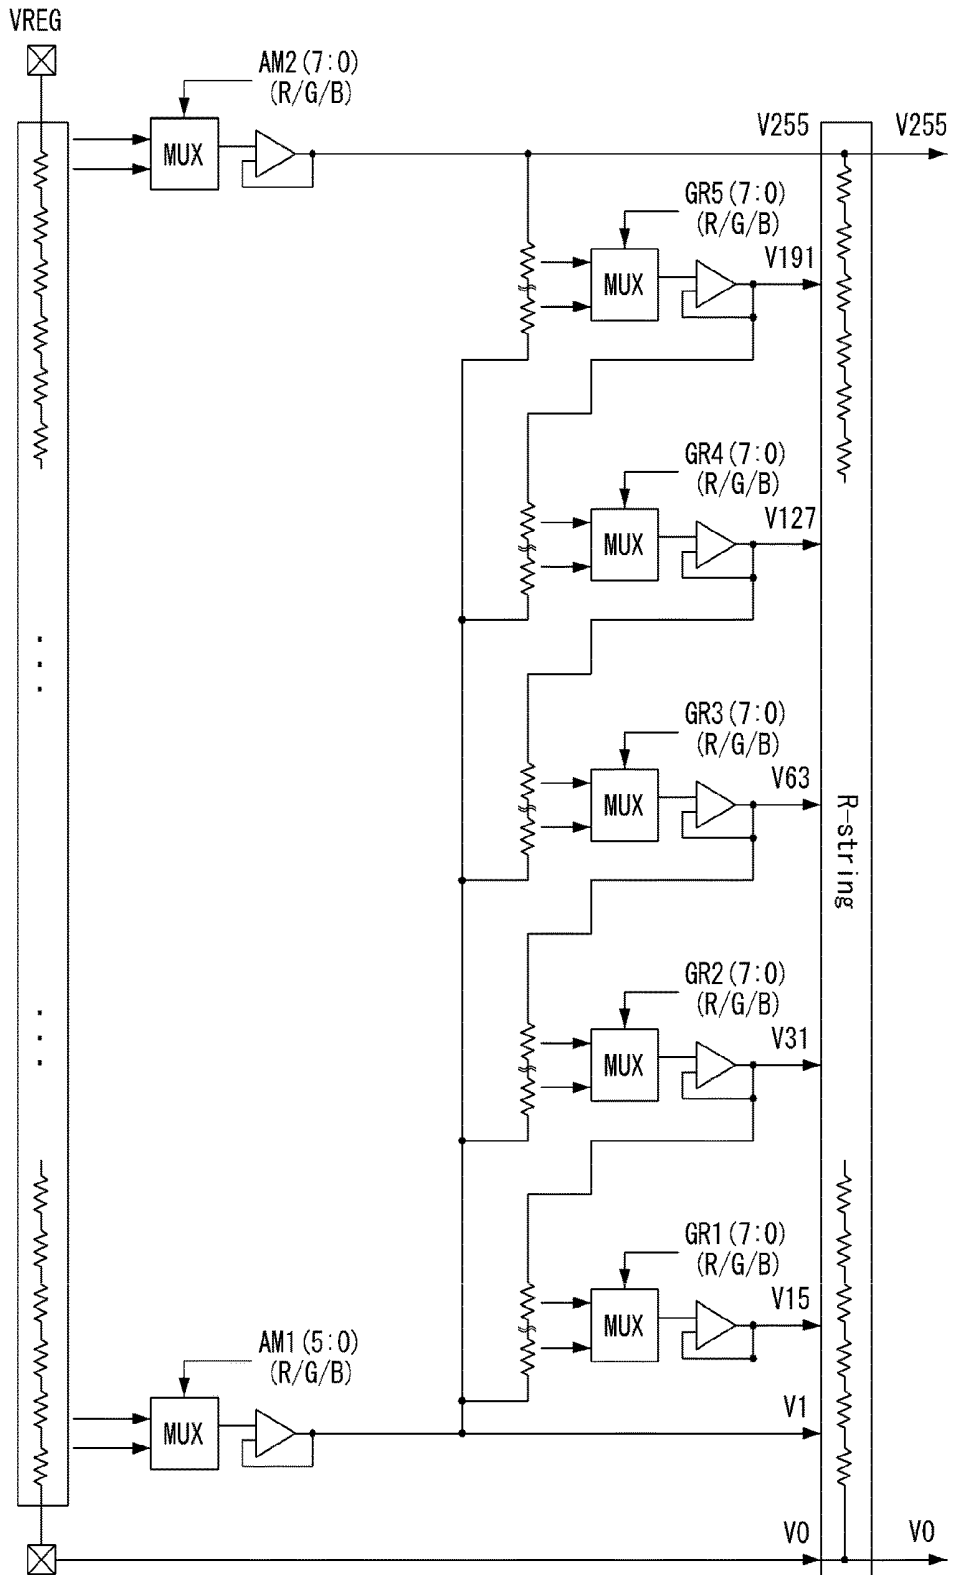 VREG
AM2(7:0)
(R/G/B)
MUX
V255
V255
GR5(7:0)
(R/G/B)
MUX
V191
GR4(7:0)
(R/G/B)
MUX
V127
GR3(7:0)
(R/G/B)
MUX
V63
R-string
GR2(7:0)
(R/G/B)
MUX
V31
GR1(7:0)
(R/G/B)
MUX
V15
AM1(5:0)
(R/G/B)
MUX
V1
V0
V0